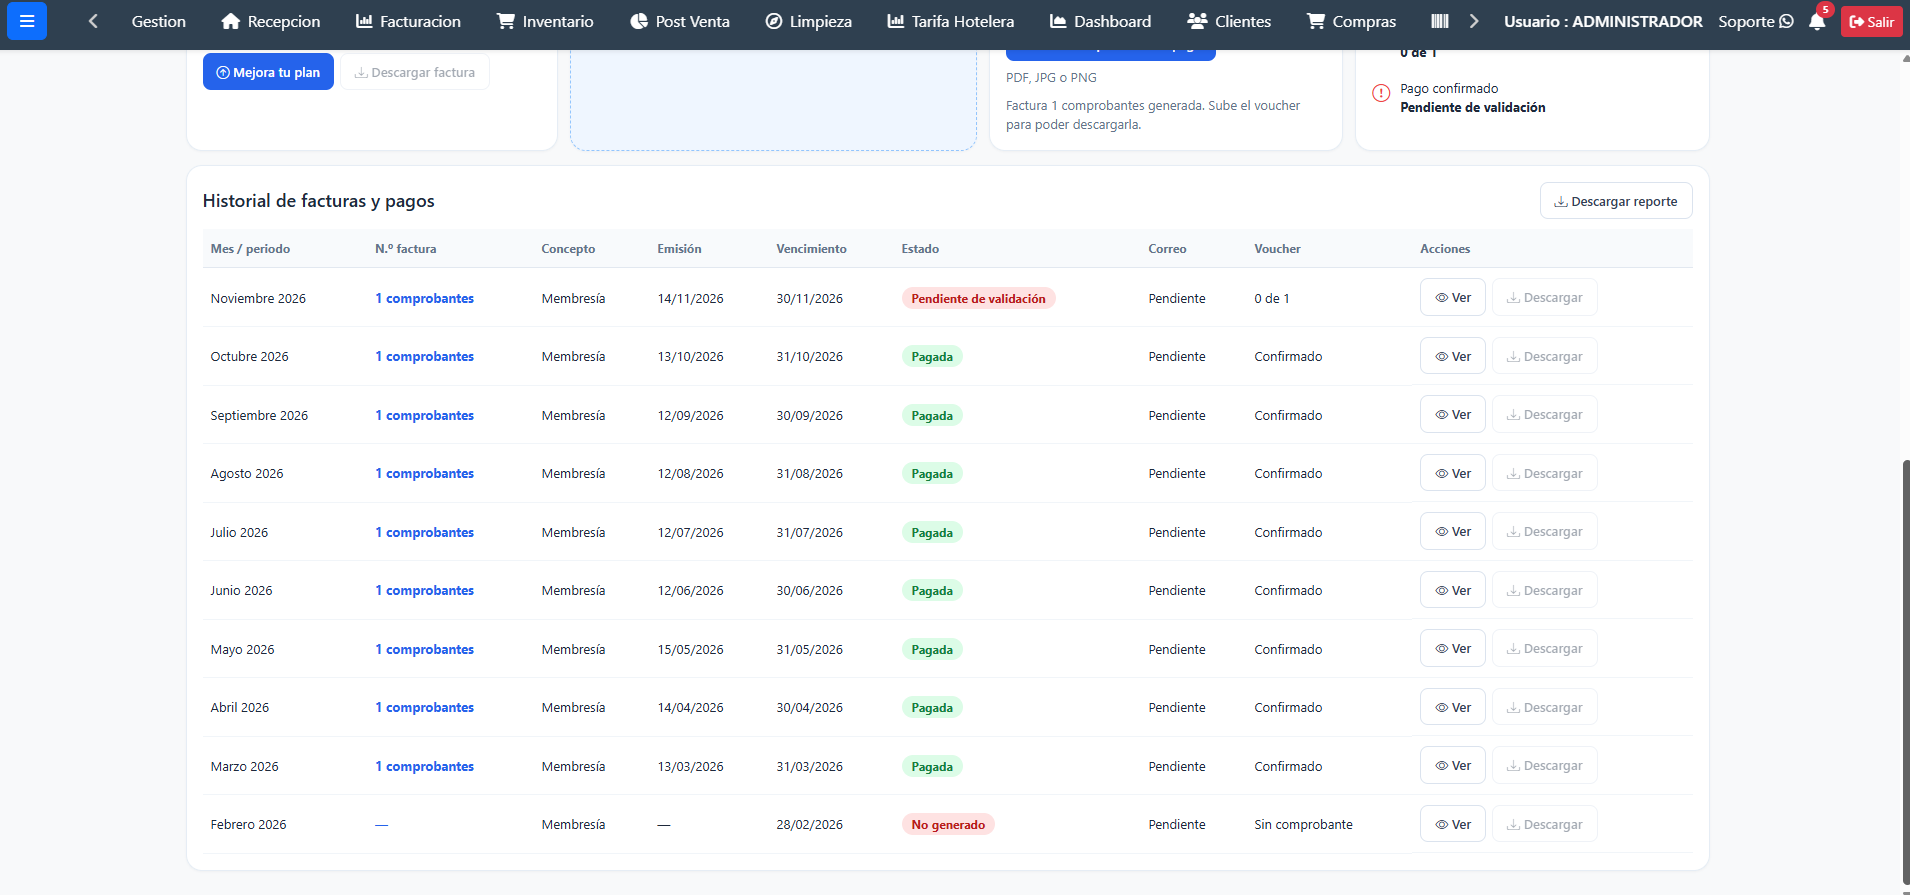 Gestion Recepcion Facturacion Inventario Post Venta Limpieza Tarifa Hotelera Dashboard Clientes Compras Usuario : ADMINISTRADOR Soporte 5 Salir
Mejora tu plan Descargar factura
PDF, JPG o PNG
Factura 1 comprobantes generada. Sube el voucher
para poder descargarla.
0 de 1
Pago confirmado
Pendiente de validación
Historial de facturas y pagos Descargar reporte
Mes / periodo N.º factura Concepto Emisión Vencimiento Estado Correo Voucher Acciones
Noviembre 2026 1 comprobantes Membresía 14/11/2026 30/11/2026 Pendiente de validación Pendiente 0 de 1 Ver Descargar
Octubre 2026 1 comprobantes Membresía 13/10/2026 31/10/2026 Pagada Pendiente Confirmado Ver Descargar
Septiembre 2026 1 comprobantes Membresía 12/09/2026 30/09/2026 Pagada Pendiente Confirmado Ver Descargar
Agosto 2026 1 comprobantes Membresía 12/08/2026 31/08/2026 Pagada Pendiente Confirmado Ver Descargar
Julio 2026 1 comprobantes Membresía 12/07/2026 31/07/2026 Pagada Pendiente Confirmado Ver Descargar
Junio 2026 1 comprobantes Membresía 12/06/2026 30/06/2026 Pagada Pendiente Confirmado Ver Descargar
Mayo 2026 1 comprobantes Membresía 15/05/2026 31/05/2026 Pagada Pendiente Confirmado Ver Descargar
Abril 2026 1 comprobantes Membresía 14/04/2026 30/04/2026 Pagada Pendiente Confirmado Ver Descargar
Marzo 2026 1 comprobantes Membresía 13/03/2026 31/03/2026 Pagada Pendiente Confirmado Ver Descargar
Febrero 2026 — Membresía — 28/02/2026 No generado Pendiente Sin comprobante Ver Descargar